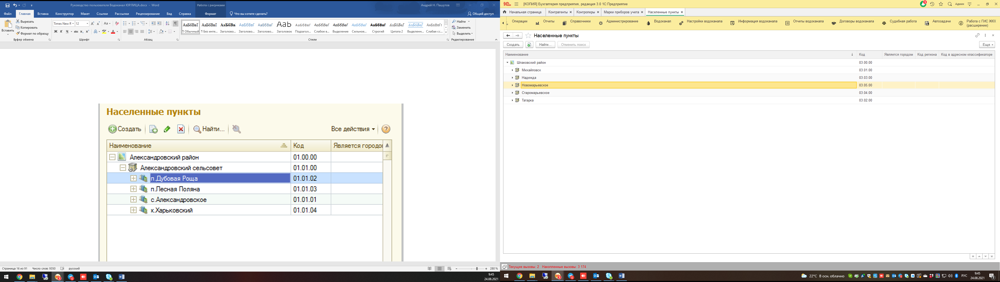 Руководство пользователя Водоканал ЮРЛИЦА.docx - Word
Работа с рисунками
Андрей Н. Пашутов
Файл Главная Вставка Конструктор Макет Ссылки Рассылки Рецензирование Вид Справка Формат Что вы хотите сделать? Общий доступ
Вставить
Вырезать
Копировать
Формат по образцу
Буфер обмена
Times New R 12
Шрифт
Абзац
АаБбВвГ АаБбВвГ АаБбВв АаБбВвГ АаБбВвГ АаЬ АаБбВвГ АаБбВвГ АаБбВвГ АаБбВвГ АаБбВвГ АаБбВвГ АаБбВвГ АаБбВвГ
¶ Обычный ¶ Без инте... Заголово... Заголово... Заголово... Заголовок Подзагол... Слабое в... Выделение Сильное... Строгий Цитата 2 Выделенн... Слабая сс...
Стили
Найти
Заменить
Выделить
Редактирование
Населенные пункты
Создать Найти... Все действия
Наименование Код Является городо
Александровский район 01.00.00
Александровский сельсовет 01.01.00
п.Дубовая Роща 01.01.02
п.Лесная Поляна 01.01.03
с.Александровское 01.01.01
х.Харьковский 01.01.04
Страница 16 из 91 Число слов: 9350 русский 280 %
9:45
24.08.2021
[КОПИЯ] Бухгалтерия предприятия, редакция 3.0 1С:Предприятие
3
Админ
Начальная страница Контрагенты Контролеры Марки приборов учета Населенные пункты
Операции Отчеты Справочники Администрирование Водоканал Настройки водоканала Информация водоканала Отчеты водоканала Договоры водоканала Судебная работа Автозадачи Работа с ГИС ЖКХ
(расширение)
Населенные пункты
Создать Найти... Отменить поиск Еще
Наименование Код Является городом Код региона Код в адресном классификаторе
Шпаковский район 03.00.00
Михайловск 03.01.00
Надежда 03.03.00
Новомарьевское 03.05.00
Старомарьевское 03.04.00
Татарка 03.02.00
Текущие вызовы: 2 Накопленные вызовы: 3 174
22°C В осн. облачно РУС
9:45
24.08.2021